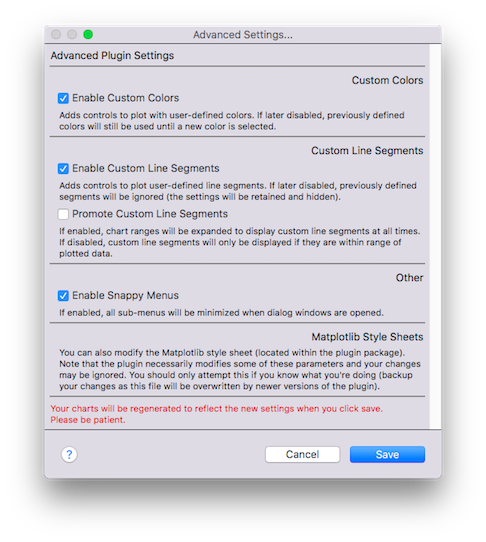 Advanced Settings...
Advanced Plugin Settings
Custom Colors
Enable Custom Colors
Adds controls to plot with user-defined colors. If later disabled, previously defined
colors will still be used until a new color is selected.
Custom Line Segments
Enable Custom Line Segments
Adds controls to plot user-defined line segments. If later disabled, previously defined
segments will be ignored (the settings will be retained and hidden).
Promote Custom Line Segments
If enabled, chart ranges will be expanded to display custom line segments at all times.
If disabled, custom line segments will only be displayed if they are within range of
plotted data.
Other
Enable Snappy Menus
If enabled, all sub-menus will be minimized when dialog windows are opened.
Matplotlib Style Sheets
You can also modify the Matplotlib style sheet (located within the plugin package).
Note that the plugin necessarily modifies some of these parameters and your changes
may be ignored. You should only attempt this if you know what you're doing (backup
your changes as this file will be overwritten by newer versions of the plugin).
Your charts will be regenerated to reflect the new settings when you click save.
Please be patient.
?
Cancel
Save